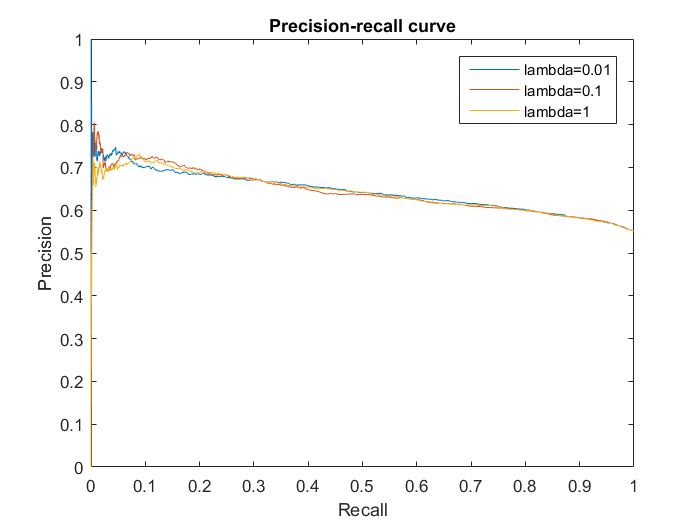 Precision-recall curve
lambda=0.01
lambda=0.1
lambda=1
1
0.9
0.8
0.7
0.6
0.5
0.4
0.3
0.2
0.1
0
Precision
0 0.1 0.2 0.3 0.4 0.5 0.6 0.7 0.8 0.9 1
Recall